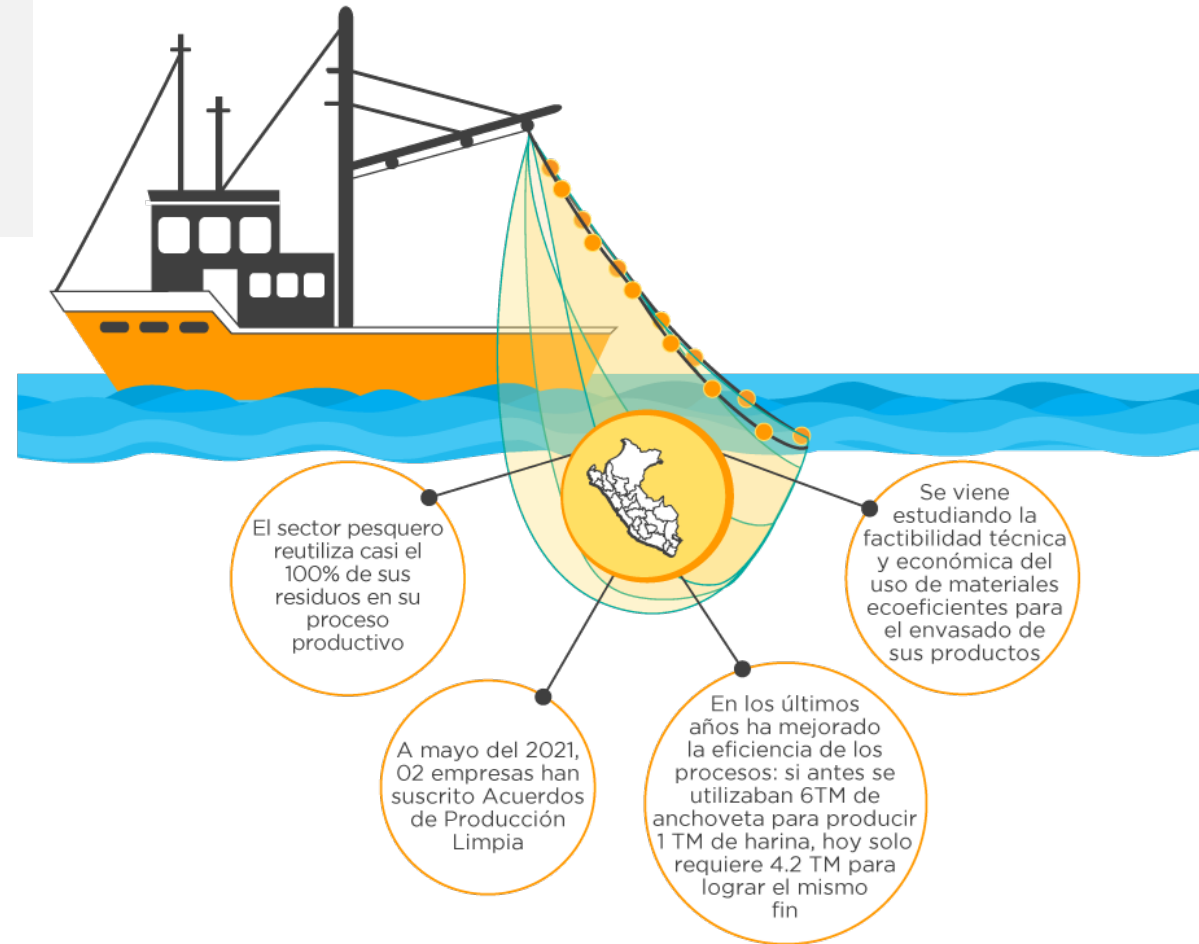 El sector pesquero
reutiliza casi el
100% de sus
residuos en su
proceso
productivo
A mayo del 2021,
02 empresas han
suscrito Acuerdos
de Producción
Limpia
En los últimos
años ha mejorado
la eficiencia de los
procesos: si antes se
utilizaban 6TM de
anchoveta para producir
1 TM de harina, hoy solo
requiere 4.2 TM para
lograr el mismo
fin
Se viene
estudiando la
factibilidad técnica
y económica del
uso de materiales
ecoeficientes para
el envasado de
sus productos